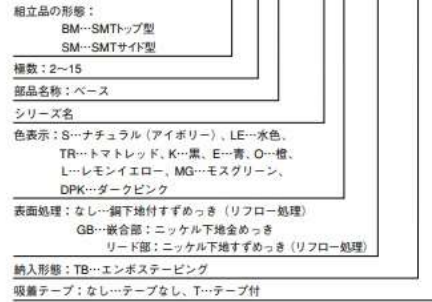 組立品の形態：
BM…SMTトップ型
SM…SMTサイド型
極数：2～15
部品名称：ベース
シリーズ名
色表示：S…ナチュラル（アイボリー）、LE…水色、
TR…トマトレッド、K…黒、E…青、O…橙、
L…レモンイエロー、MG…モスグリーン、
DPK…ダークピンク
表面処理：なし…銅下地付すずめっき（リフロー処理）
GB…嵌合部：ニッケル下地金めっき
リード部：ニッケル下地すずめっき（リフロー処理）
納入形態：TB…エンボステーピング
吸着テープ：なし…テープなし、T…テープ付